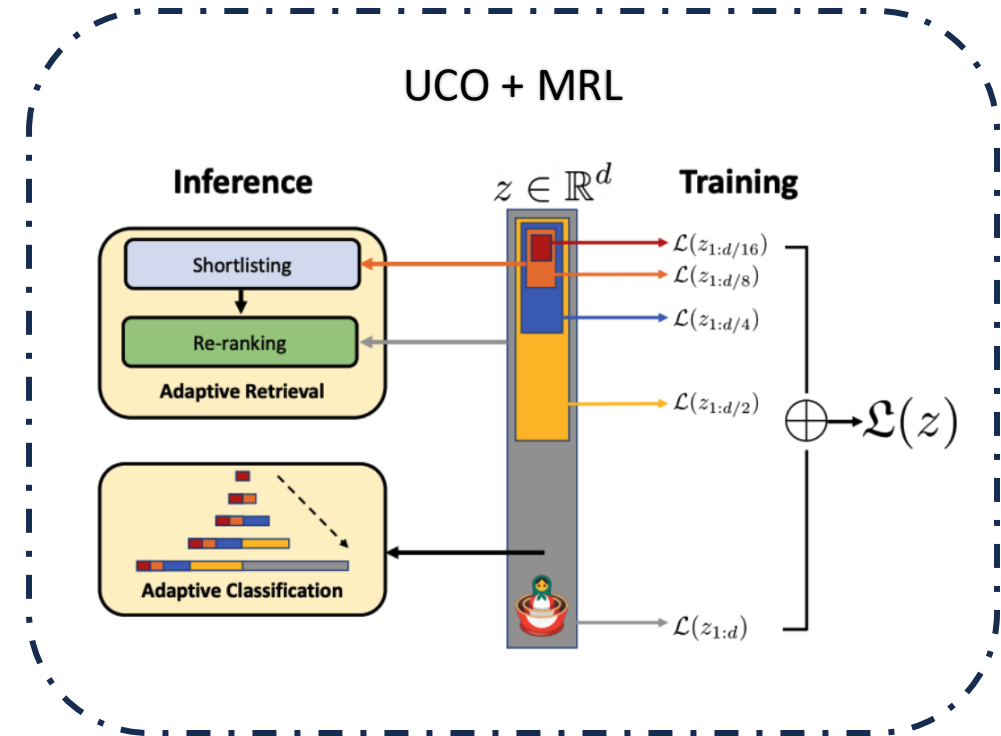 UCO + MRL
Inference
z ∈ ℝ^d
Training
Shortlisting
Re-ranking
Adaptive Retrieval
Adaptive Classification
ℒ(z_{1:d/16})
ℒ(z_{1:d/8})
ℒ(z_{1:d/4})
ℒ(z_{1:d/2})
ℒ(z_{1:d})
⊕
𝕷(z)